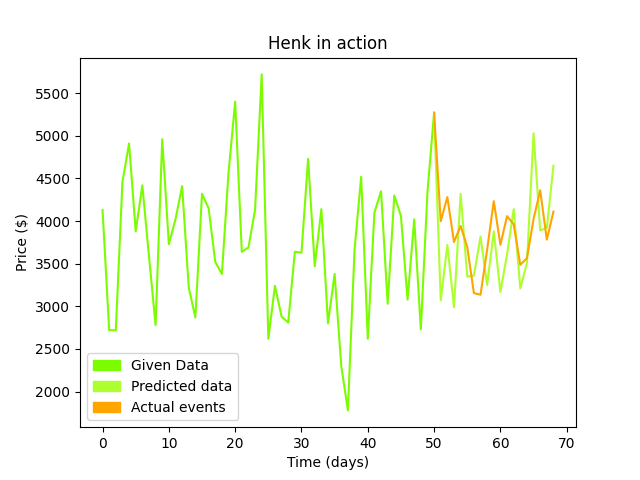 Henk in action
Price ($)
5500
5000
4500
4000
3500
3000
2500
2000
Given Data
Predicted data
Actual events
0 10 20 30 40 50 60 70
Time (days)